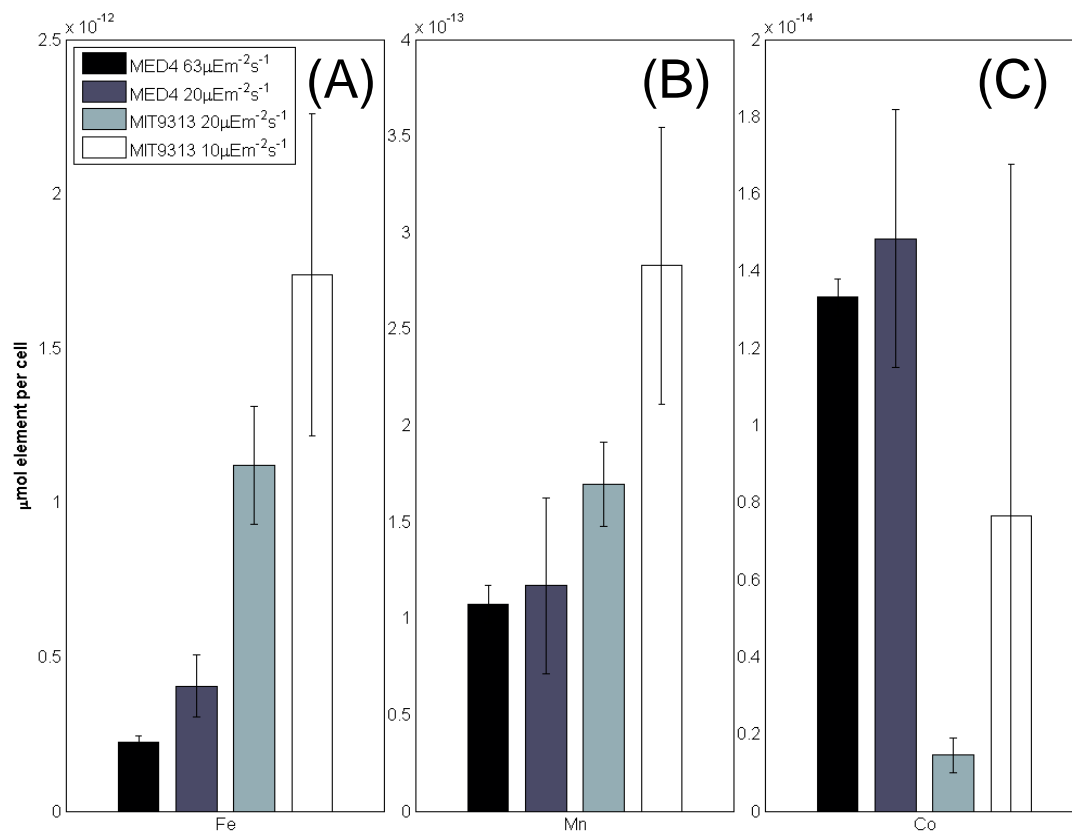 x 10⁻¹²
2.5
2
1.5
1
0.5
0
μmol element per cell
MED4 63μEm⁻²s⁻¹
MED4 20μEm⁻²s⁻¹
MIT9313 20μEm⁻²s⁻¹
MIT9313 10μEm⁻²s⁻¹
(A)
Fe
x 10⁻¹³
4
3.5
3
2.5
2
1.5
1
0.5
0
(B)
Mn
x 10⁻¹⁴
2
1.8
1.6
1.4
1.2
1
0.8
0.6
0.4
0.2
0
(C)
Co